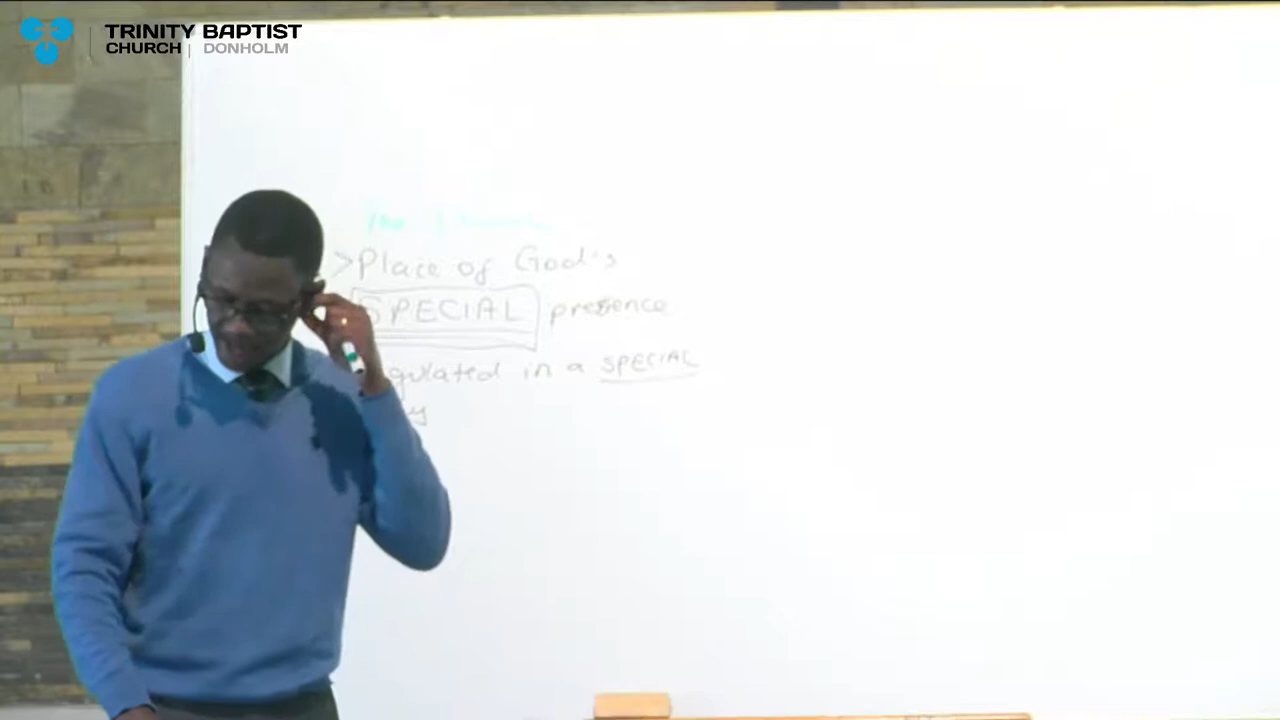 TRINITY BAPTIST
CHURCH | DONHOLM
>Place of God's
SPECIAL presence
gulated in a SPECIAL
y